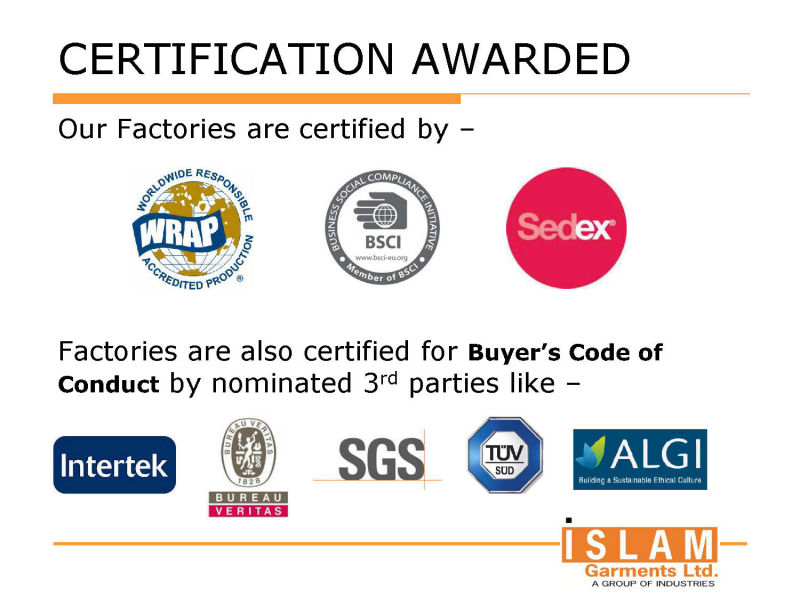 CERTIFICATION AWARDED
Our Factories are certified by –
WORLDWIDE RESPONSIBLE
WRAP
ACCREDITED PRODUCTION ®
BUSINESS SOCIAL COMPLIANCE INITIATIVE
BSCI
www.bsci-eu.org
Member of BSCI
Sedex®
Factories are also certified for Buyer’s Code of
Conduct by nominated 3rd parties like –
Intertek
BUREAU VERITAS
1828
BUREAU
VERITAS
SGS
TÜV
SUD
ALGI
Building a Sustainable Ethical Culture
ISLAM
Garments Ltd.
A GROUP OF INDUSTRIES